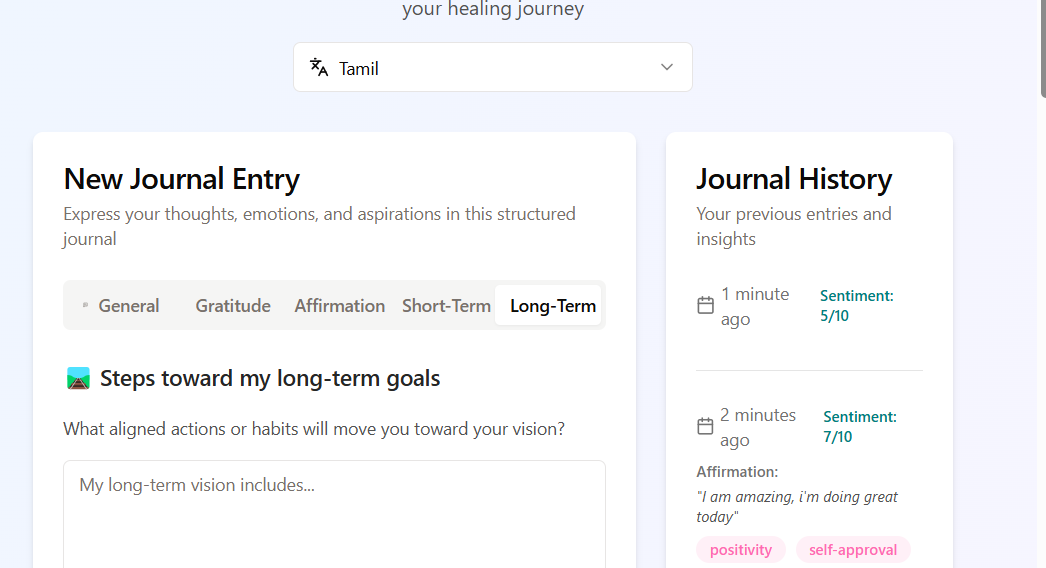 your healing journey
Tamil
New Journal Entry
Express your thoughts, emotions, and aspirations in this structured
journal
General Gratitude Affirmation Short-Term Long-Term
Steps toward my long-term goals
What aligned actions or habits will move you toward your vision?
My long-term vision includes...
Journal History
Your previous entries and
insights
1 minute
ago
Sentiment:
5/10
2 minutes
ago
Sentiment:
7/10
Affirmation:
"I am amazing, i'm doing great
today"
positivity self-approval